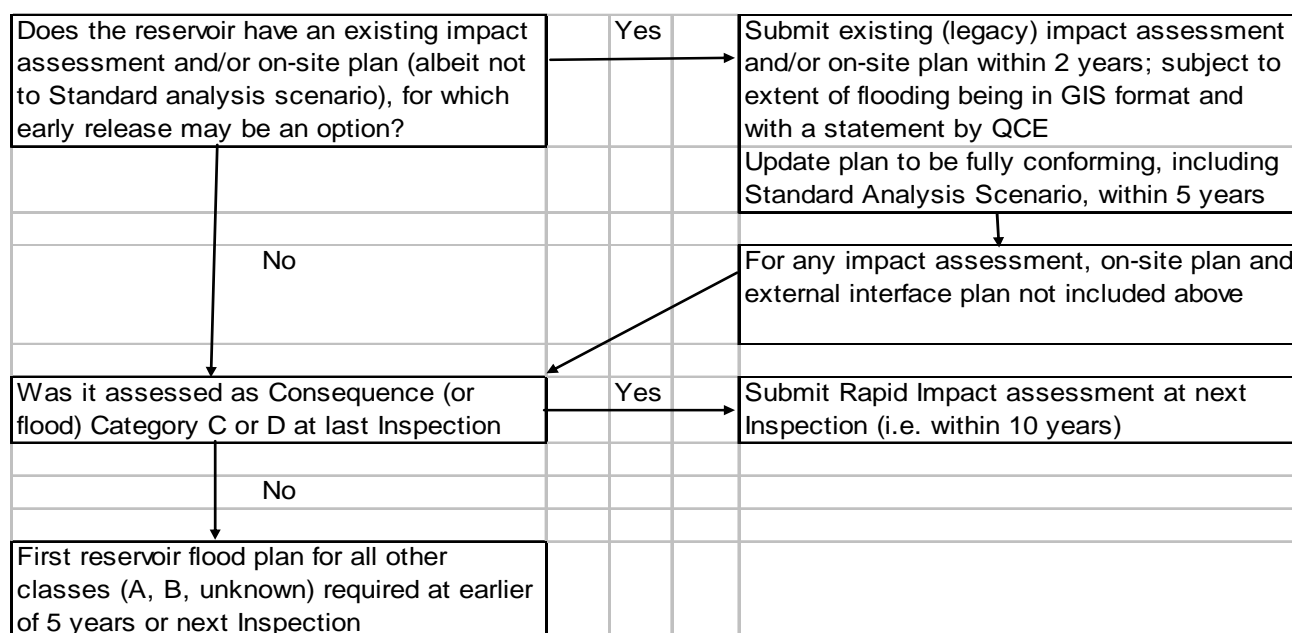 Does the reservoir have an existing impact
assessment and/or on-site plan (albeit not
to Standard analysis scenario), for which
early release may be an option?
Yes
Submit existing (legacy) impact assessment
and/or on-site plan within 2 years; subject to
extent of flooding being in GIS format and
with a statement by QCE
Update plan to be fully conforming, including
Standard Analysis Scenario, within 5 years
No
For any impact assessment, on-site plan and
external interface plan not included above
Was it assessed as Consequence (or
flood) Category C or D at last Inspection
Yes
Submit Rapid Impact assessment at next
Inspection (i.e. within 10 years)
No
First reservoir flood plan for all other
classes (A, B, unknown) required at earlier
of 5 years or next Inspection